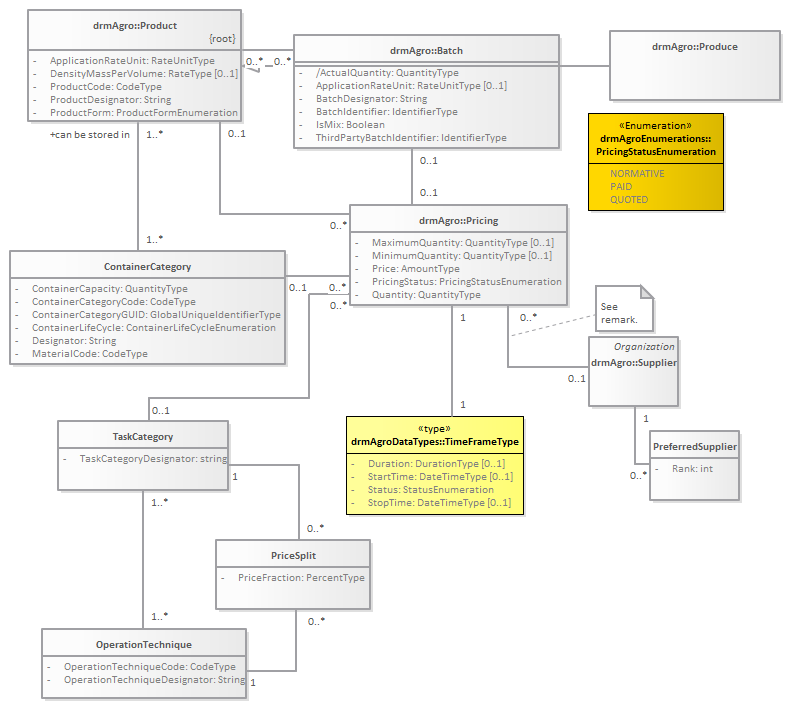 drmAgro::Product
{root}
- ApplicationRateUnit: RateUnitType
- DensityMassPerVolume: RateType [0..1]
- ProductCode: CodeType
- ProductDesignator: String
- ProductForm: ProductFormEnumeration
0..*
0..*
drmAgro::Batch
- /ActualQuantity: QuantityType
- ApplicationRateUnit: RateUnitType [0..1]
- BatchDesignator: String
- BatchIdentifier: IdentifierType
- IsMix: Boolean
- ThirdPartyBatchIdentifier: IdentifierType
drmAgro::Produce
«Enumeration»
drmAgroEnumerations::
PricingStatusEnumeration
NORMATIVE
PAID
QUOTED
+can be stored in
1..*
0..1
0..1
0..1
0..*
1..*
drmAgro::Pricing
- MaximumQuantity: QuantityType [0..1]
- MinimumQuantity: QuantityType [0..1]
- Price: AmountType
- PricingStatus: PricingStatusEnumeration
- Quantity: QuantityType
ContainerCategory
- ContainerCapacity: QuantityType
- ContainerCategoryCode: CodeType
- ContainerCategoryGUID: GlobalUniqueIdentifierType
- ContainerLifeCycle: ContainerLifeCycleEnumeration
- Designator: String
- MaterialCode: CodeType
0..1
0..*
0..*
1
0..*
See
remark.
Organization
drmAgro::Supplier
0..1
1
0..1
1
PreferredSupplier
- Rank: int
0..*
«type»
drmAgroDataTypes::TimeFrameType
- Duration: DurationType [0..1]
- StartTime: DateTimeType [0..1]
- Status: StatusEnumeration
- StopTime: DateTimeType [0..1]
TaskCategory
- TaskCategoryDesignator: string
1
1..*
0..*
PriceSplit
- PriceFraction: PercentType
1..*
0..*
OperationTechnique
- OperationTechniqueCode: CodeType
- OperationTechniqueDesignator: String
1